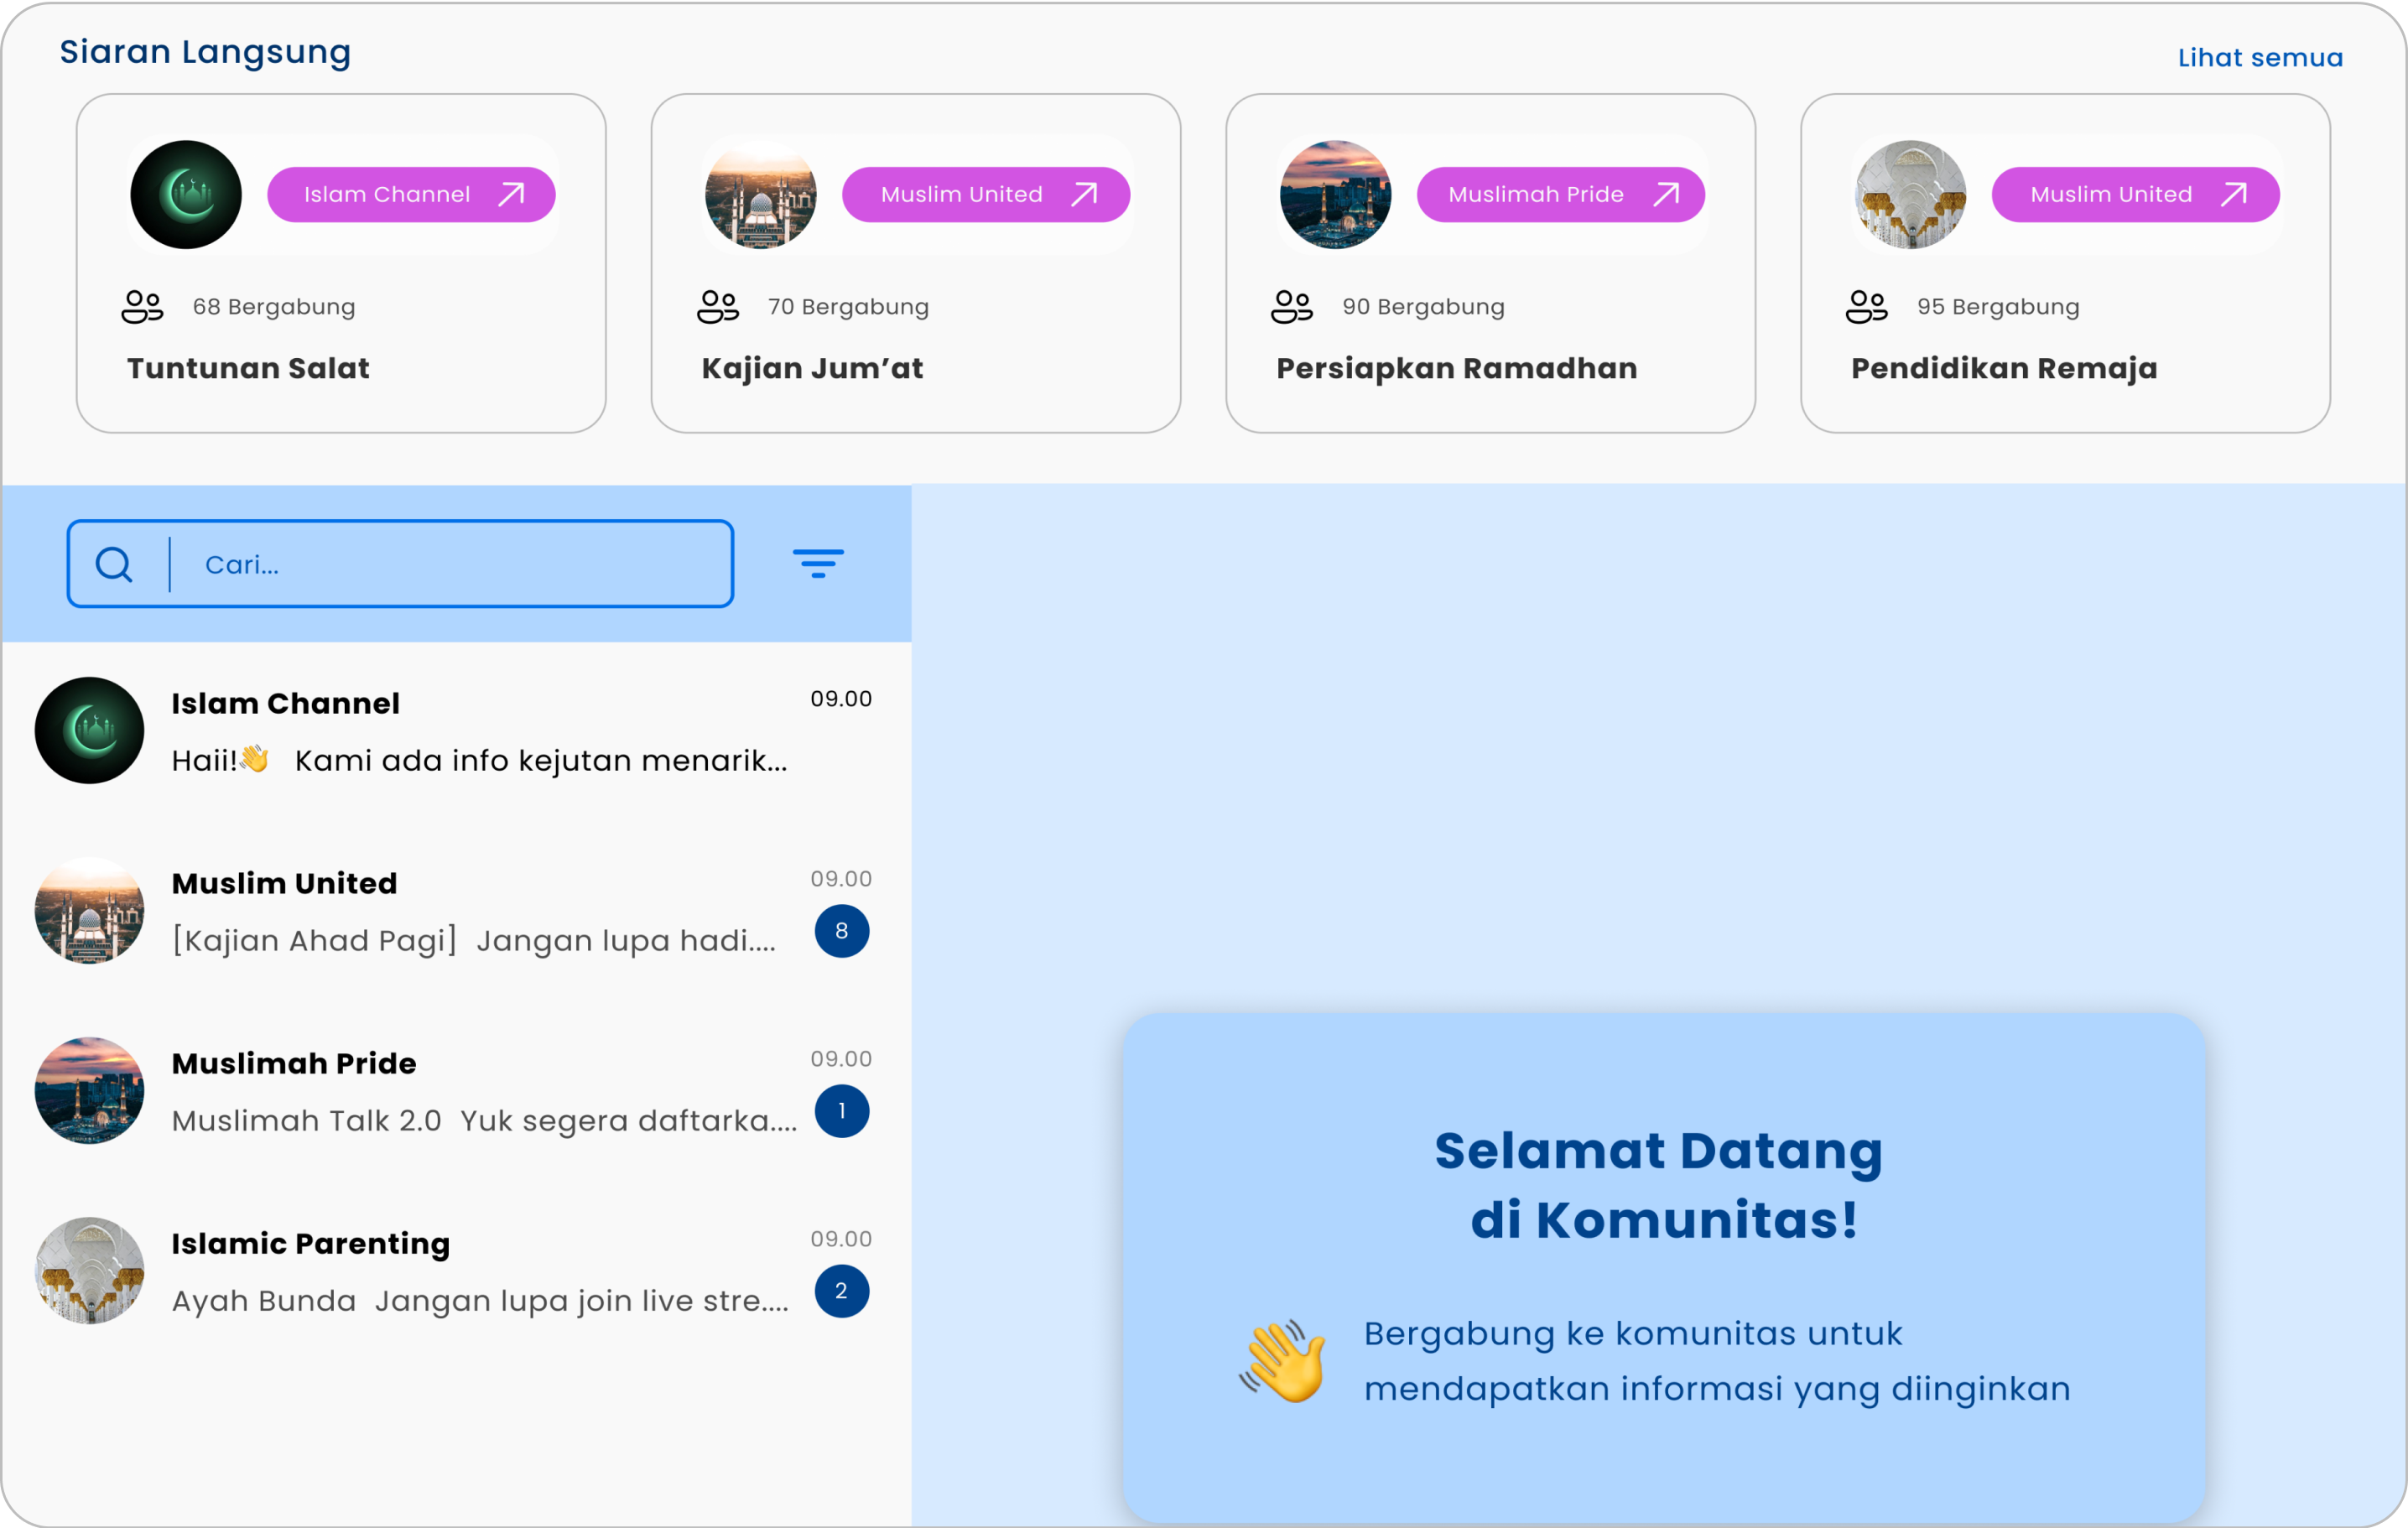 Siaran Langsung
Lihat semua
Islam Channel
68 Bergabung
Tuntunan Salat
Muslim United
70 Bergabung
Kajian Jum’at
Muslimah Pride
90 Bergabung
Persiapkan Ramadhan
Muslim United
95 Bergabung
Pendidikan Remaja
Cari...
Islam Channel
09.00
Haii!👋 Kami ada info kejutan menarik...
Muslim United
09.00
[Kajian Ahad Pagi] Jangan lupa hadi....
8
Muslimah Pride
09.00
Muslimah Talk 2.0 Yuk segera daftarka....
1
Islamic Parenting
09.00
Ayah Bunda Jangan lupa join live stre....
2
Selamat Datang
di Komunitas!
Bergabung ke komunitas untuk
mendapatkan informasi yang diinginkan